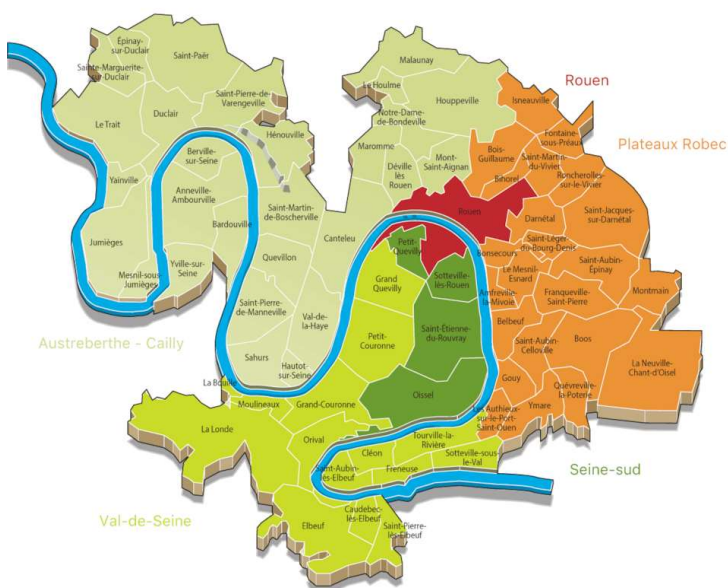 Épinay-
sur-Duclair
Saint-Paër
Sainte-Marguerite-
sur-Duclair
Saint-Pierre-de-
Varengeville
Le Trait
Duclair
Hénouville
Berville-
sur-Seine
Yainville
Anneville-
Ambourville
Bardouville
Saint-Martin-
de-Boscherville
Jumièges
Mesnil-sous-
Jumièges
Yville-sur-
Seine
Quevillon
Canteleu
Saint-Pierre-
de-Manneville
Val-de-
la-Haye
Sahurs
Hautot-
sur-Seine
Austreberthe - Cailly
Malaunay
Le Houlme
Houppeville
Notre-Dame-
de-Bondeville
Maromme
Mont-
Saint-Aignan
Déville
lès
Rouen
Rouen
Plateaux Robec
Isneauville
Fontaine-
sous-Préaux
Bois-
Guillaume
Saint-Martin-
du-Vivier
Bihorel
Roncherolles-
sur-le-Vivier
Rouen
Darnétal
Saint-Jacques-
sur-Darnétal
Saint-Léger-
du-Bourg-Denis
Bonsecours
Saint-Aubin-
Épinay
Le Mesnil-
Esnard
Amfreville-
la-Mivoie
Franqueville-
Saint-Pierre
Montmain
Belbeuf
Saint-Aubin-
Celloville
Boos
La Neuville-
Chant-d'Oisel
Gouy
Quévreville-
la-Poterie
Ymare
Les Authieux-
sur-le-Port-
Saint-Ouen
Petit-
Quevilly
Grand
Quevilly
Sotteville-
lès-Rouen
Petit-
Couronne
Saint-Étienne
du-Rouvray
Oissel
La Bouille
Moulineaux
Grand-Couronne
La Londe
Orival
Cléon
Tourville-la-
Rivière
Saint-Aubin-
lès-Elbeuf
Freneuse
Sotteville-sous-
le-Val
Elbeuf
Caudebec-
lès-Elbeuf
Saint-Pierre-
lès-Elbeuf
Seine-sud
Val-de-Seine